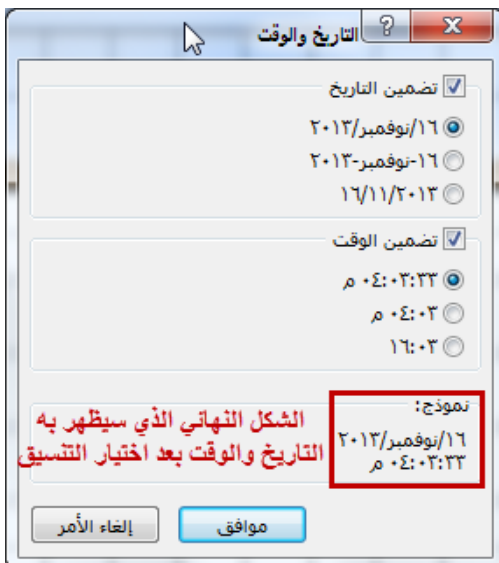 التاريخ والوقت
تضمين التاريخ
١٦/نوفمبر/٢٠١٣
١٦-نوفمبر-٢٠١٣
١٦/١١/٢٠١٣
تضمين الوقت
٠٤:٠٣:٣٣ م
٠٤:٠٣ م
١٦:٠٣
نموذج:
١٦/نوفمبر/٢٠١٣
٠٤:٠٣:٣٣ م
الشكل النهائي الذي سيظهر به
التاريخ والوقت بعد اختيار التنسيق
موافق
إلغاء الأمر